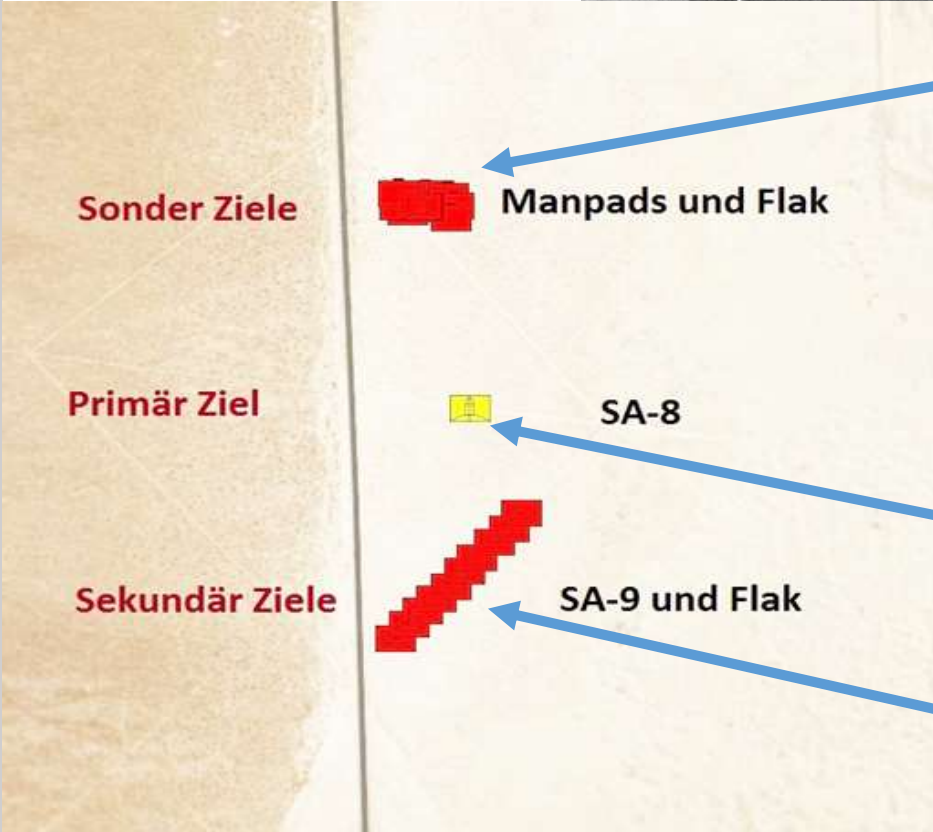 Sonder Ziele
Manpads und Flak
Primär Ziel
SA-8
Sekundär Ziele
SA-9 und Flak